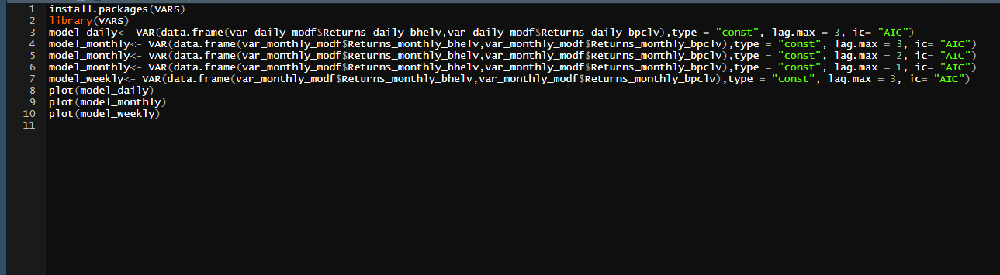 1 install.packages(VARS)
2 library(VARS)
3 model_daily<- VAR(data.frame(var_daily_modf$Returns_daily_bhelv,var_daily_modf$Returns_daily_bpclv),type = "const", lag.max = 3, ic= "AIC")
4 model_monthly<- VAR(data.frame(var_monthly_modf$Returns_monthly_bhelv,var_monthly_modf$Returns_monthly_bpclv),type = "const", lag.max = 3, ic= "AIC")
5 model_monthly<- VAR(data.frame(var_monthly_modf$Returns_monthly_bhelv,var_monthly_modf$Returns_monthly_bpclv),type = "const", lag.max = 2, ic= "AIC")
6 model_monthly<- VAR(data.frame(var_monthly_modf$Returns_monthly_bhelv,var_monthly_modf$Returns_monthly_bpclv),type = "const", lag.max = 1, ic= "AIC")
7 model_weekly<- VAR(data.frame(var_monthly_modf$Returns_monthly_bhelv,var_monthly_modf$Returns_monthly_bpclv),type = "const", lag.max = 3, ic= "AIC")
8 plot(model_daily)
9 plot(model_monthly)
10 plot(model_weekly)
11